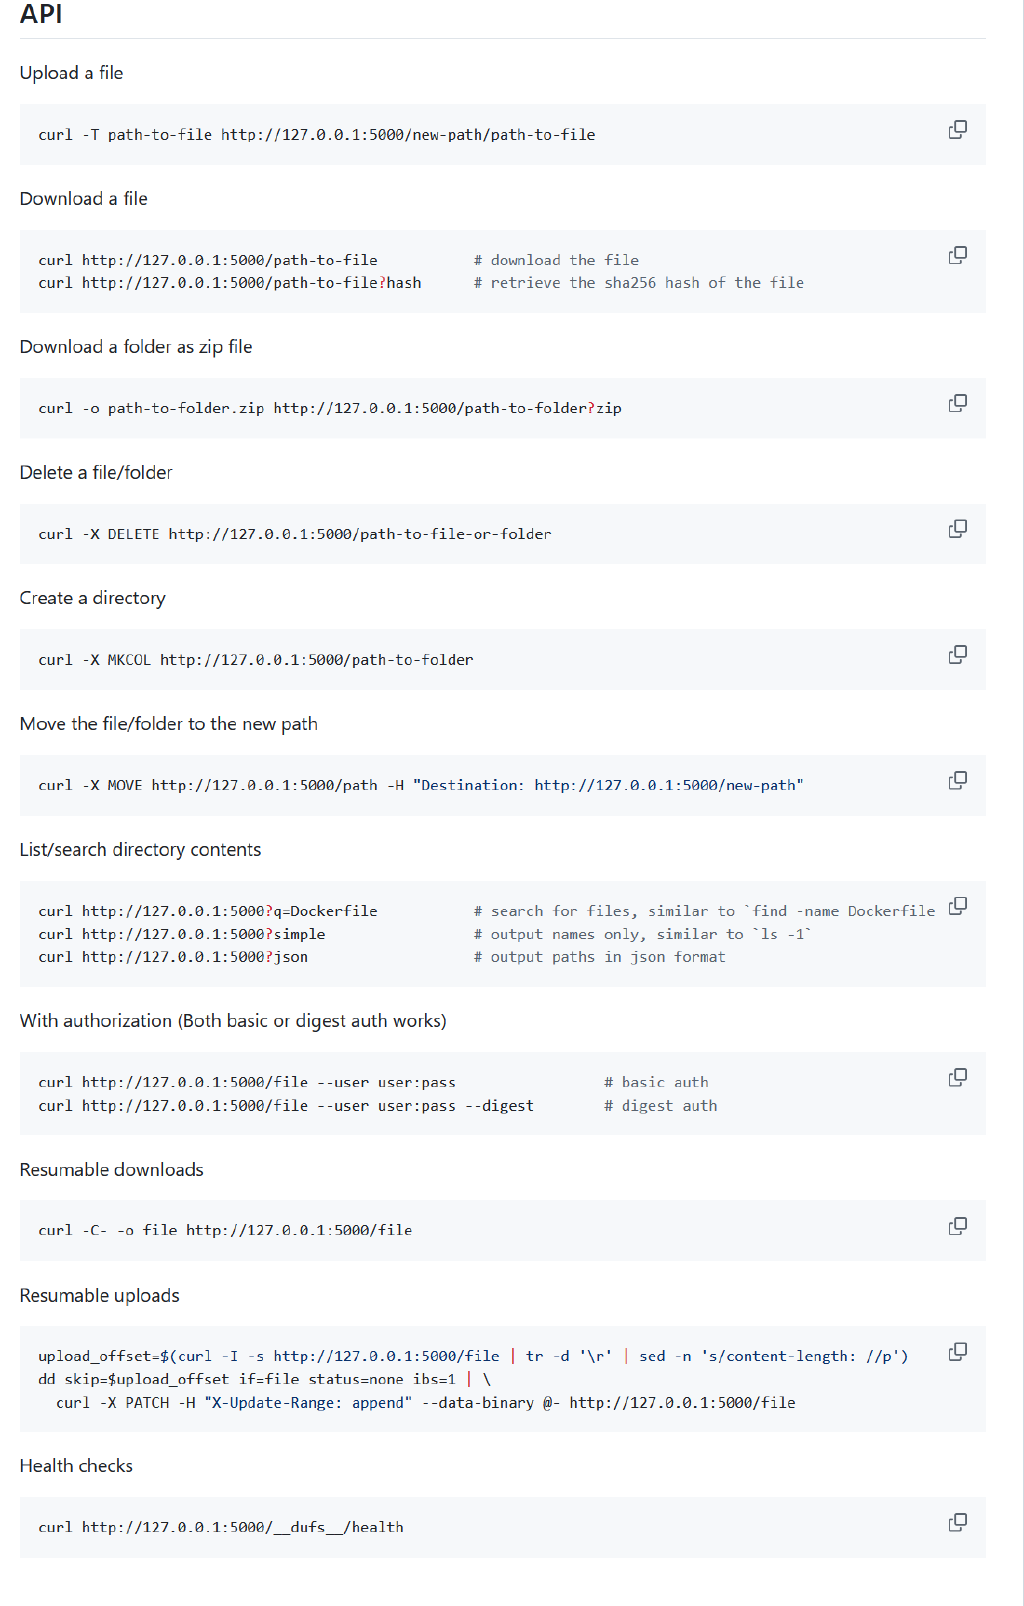 API
Upload a file
curl -T path-to-file http://127.0.0.1:5000/new-path/path-to-file
Download a file
curl http://127.0.0.1:5000/path-to-file           # download the file
curl http://127.0.0.1:5000/path-to-file?hash      # retrieve the sha256 hash of the file
Download a folder as zip file
curl -o path-to-folder.zip http://127.0.0.1:5000/path-to-folder?zip
Delete a file/folder
curl -X DELETE http://127.0.0.1:5000/path-to-file-or-folder
Create a directory
curl -X MKCOL http://127.0.0.1:5000/path-to-folder
Move the file/folder to the new path
curl -X MOVE http://127.0.0.1:5000/path -H "Destination: http://127.0.0.1:5000/new-path"
List/search directory contents
curl http://127.0.0.1:5000?q=Dockerfile           # search for files, similar to `find -name Dockerfile
curl http://127.0.0.1:5000?simple                 # output names only, similar to `ls -1`
curl http://127.0.0.1:5000?json                   # output paths in json format
With authorization (Both basic or digest auth works)
curl http://127.0.0.1:5000/file --user user:pass                 # basic auth
curl http://127.0.0.1:5000/file --user user:pass --digest        # digest auth
Resumable downloads
curl -C- -o file http://127.0.0.1:5000/file
Resumable uploads
upload_offset=$(curl -I -s http://127.0.0.1:5000/file | tr -d '\r' | sed -n 's/content-length: //p')
dd skip=$upload_offset if=file status=none ibs=1 | \
  curl -X PATCH -H "X-Update-Range: append" --data-binary @- http://127.0.0.1:5000/file
Health checks
curl http://127.0.0.1:5000/__dufs__/health